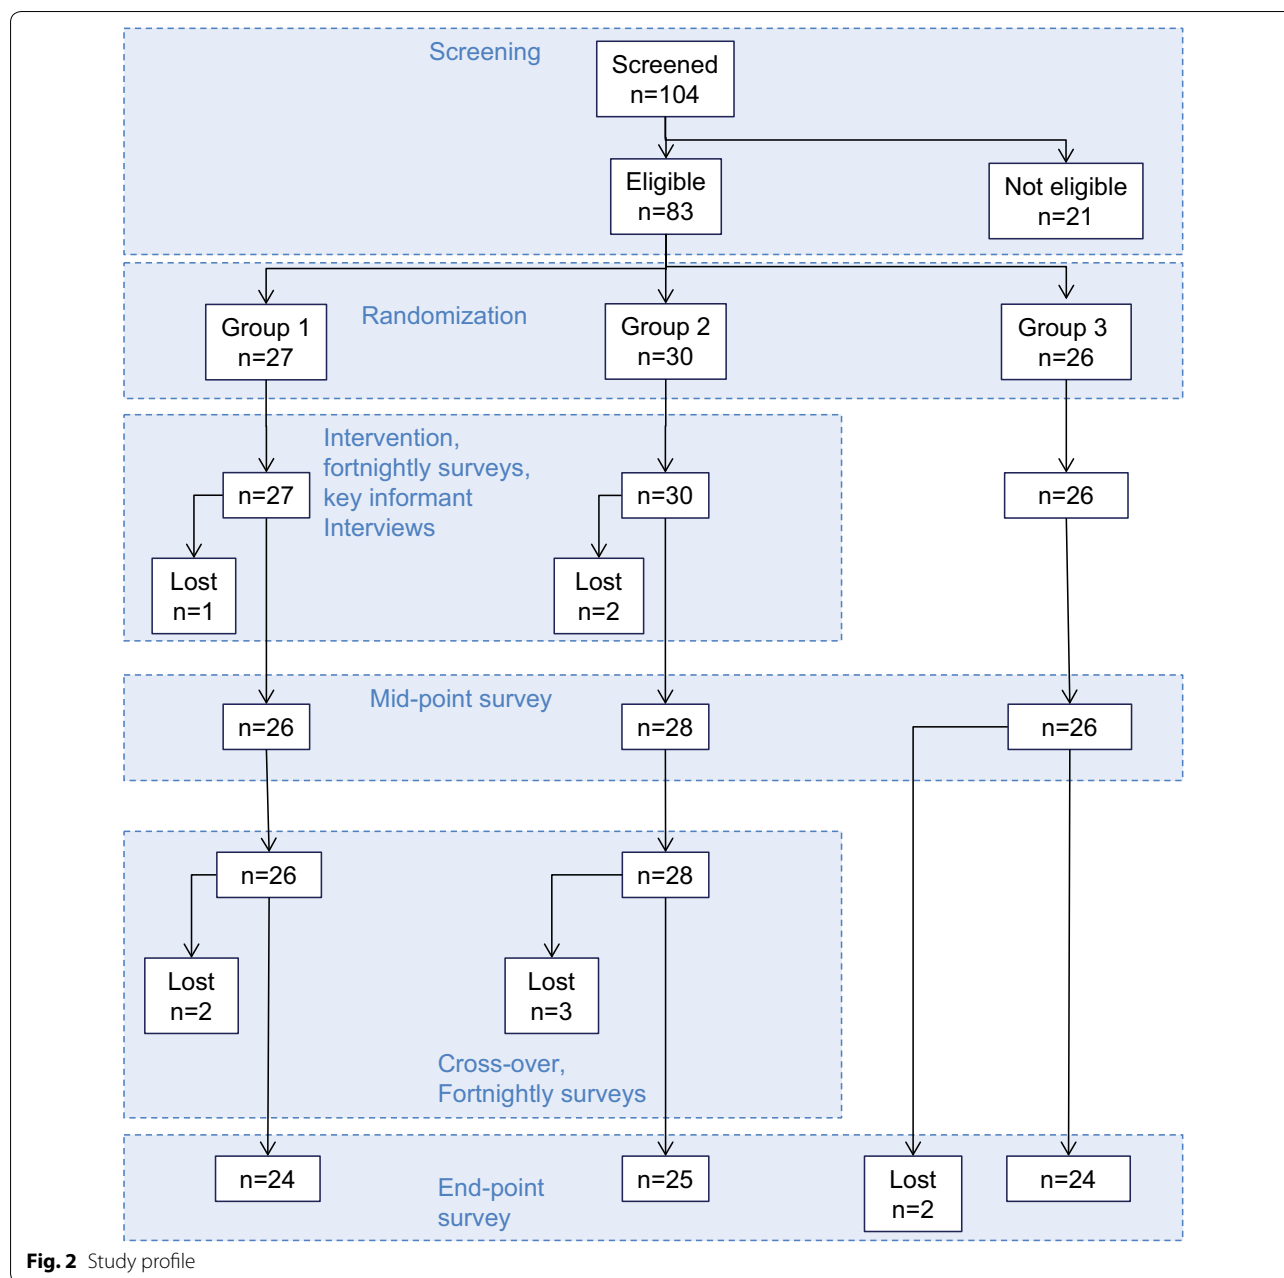 Screening
Screened
n=104
Eligible
n=83
Not eligible
n=21
Randomization
Group 1
n=27
Group 2
n=30
Group 3
n=26
Intervention,
fortnightly surveys,
key informant
Interviews
n=27
n=30
n=26
Lost
n=1
Lost
n=2
Mid-point survey
n=26
n=28
n=26
n=26
n=28
Lost
n=2
Lost
n=3
Cross-over,
Fortnightly surveys
n=24
End-point
survey
n=25
Lost
n=2
n=24
Fig. 2 Study profile